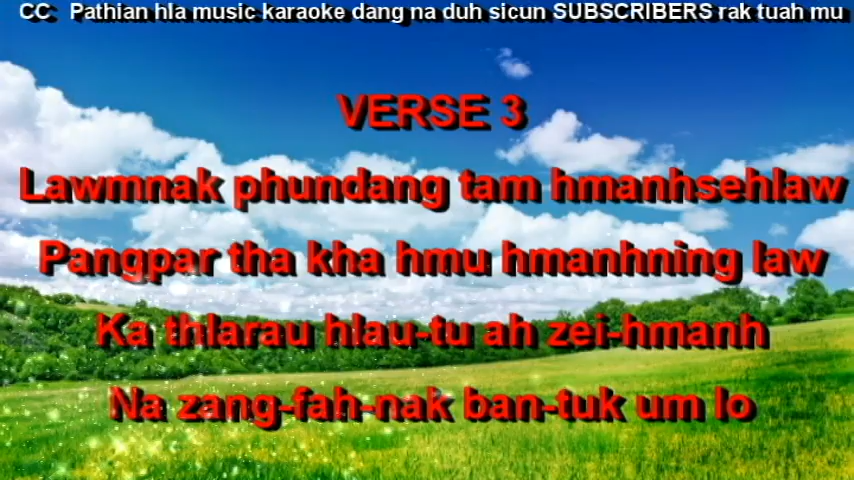 CC Pathian hla music karaoke dang na duh sicun SUBSCRIBERS rak tuah mu
VERSE 3
Lawmnak phundang tam hmanhsehlaw
Pangpar tha kha hmu hmanhning law
Ka thlarau hlau-tu ah zei-hmanh
Na zang-fah-nak ban-tuk um lo